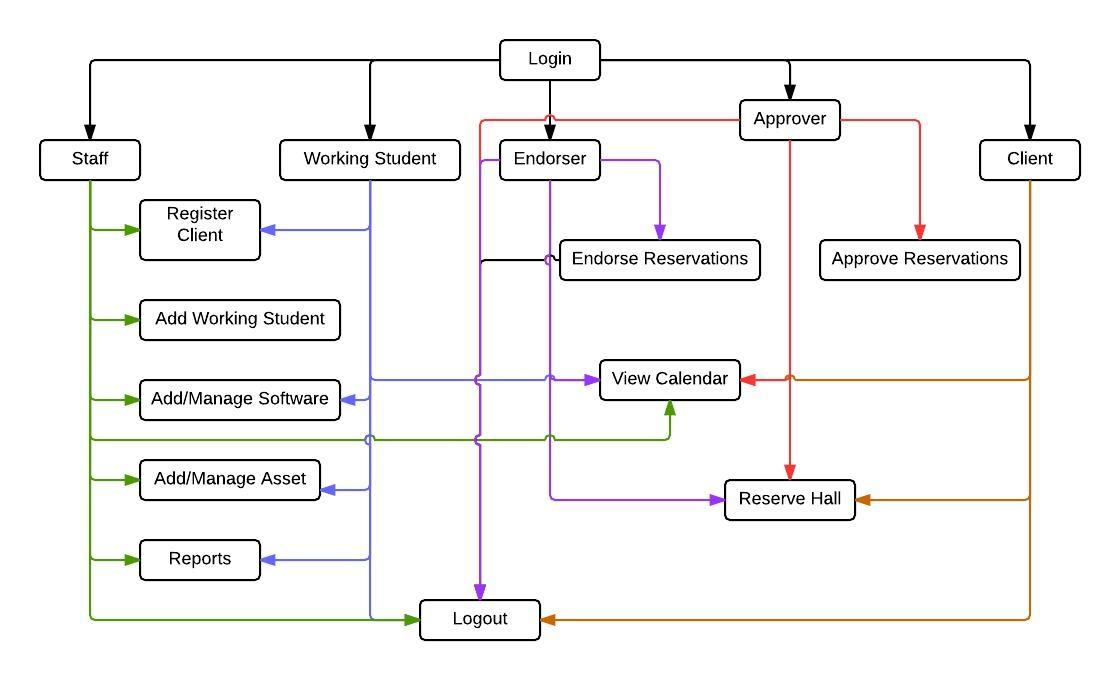 Login
Approver
Staff
Working Student
Endorser
Client
Register
Client
Endorse Reservations
Approve Reservations
Add Working Student
View Calendar
Add/Manage Software
Add/Manage Asset
Reserve Hall
Reports
Logout